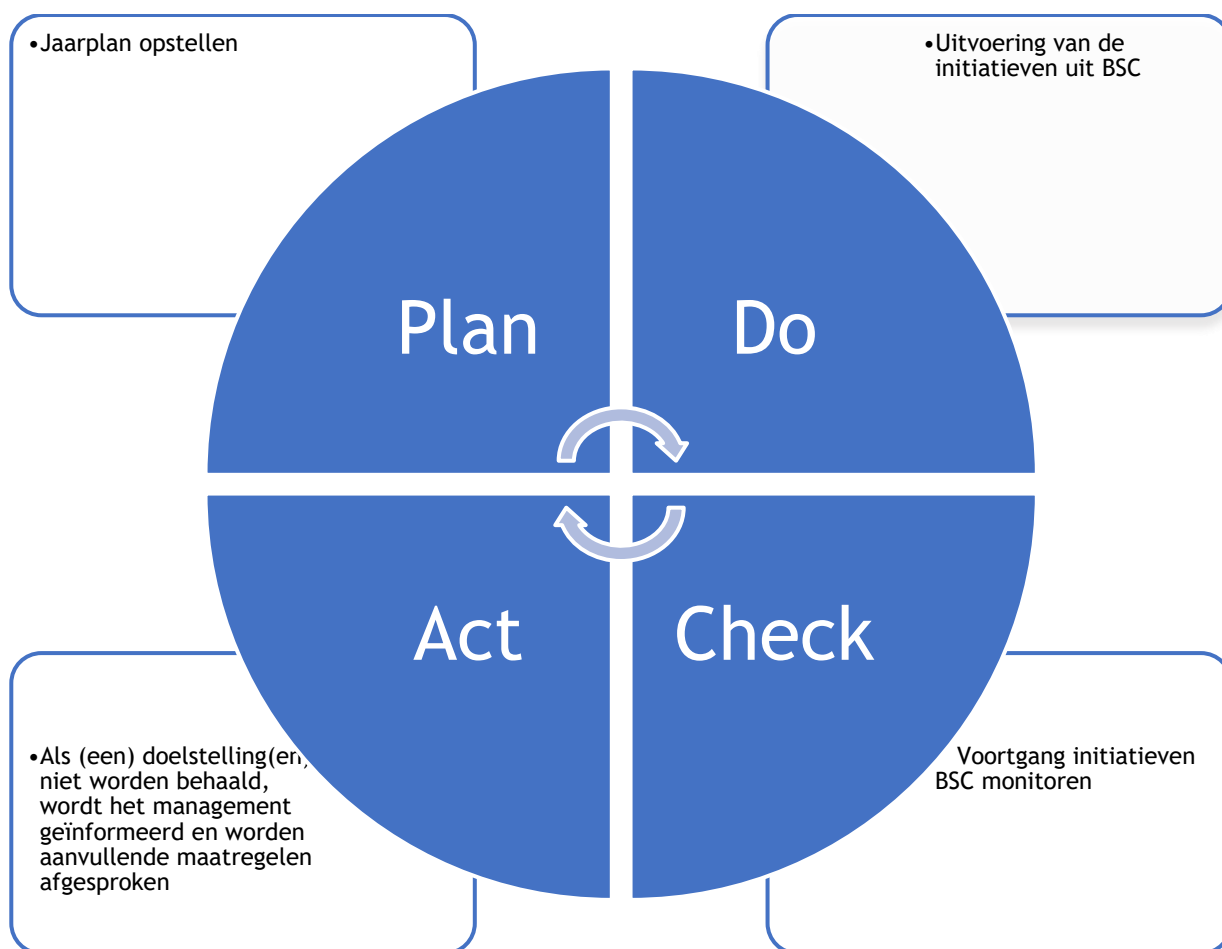 •Jaarplan opstellen
•Uitvoering van de
initiatieven uit BSC
Plan
Do
Act
Check
•Als (een) doelstelling(en)
niet worden behaald,
wordt het management
geïnformeerd en worden
aanvullende maatregelen
afgesproken
Voortgang initiatieven
BSC monitoren